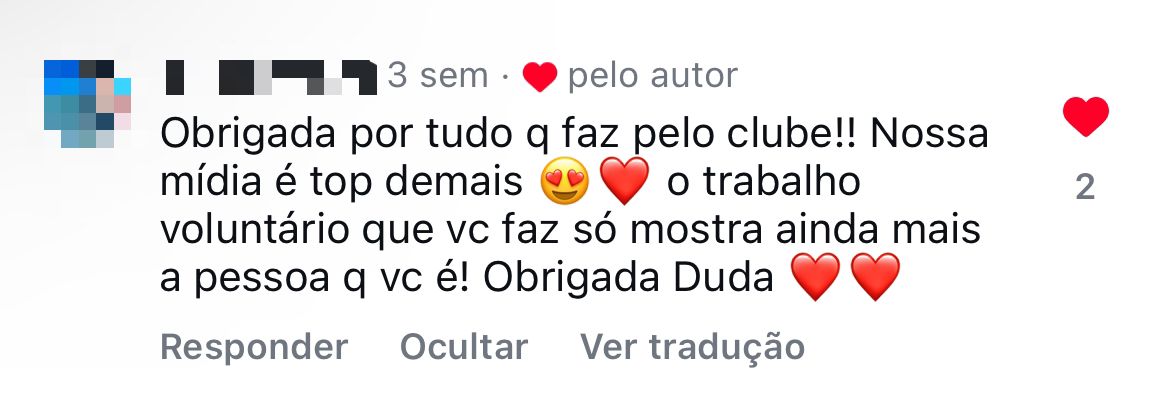 3 sem · ❤️ pelo autor
Obrigada por tudo q faz pelo clube!! Nossa
mídia é top demais 😍❤️ o trabalho
voluntário que vc faz só mostra ainda mais
a pessoa q vc é! Obrigada Duda ❤️❤️
2
Responder Ocultar Ver tradução